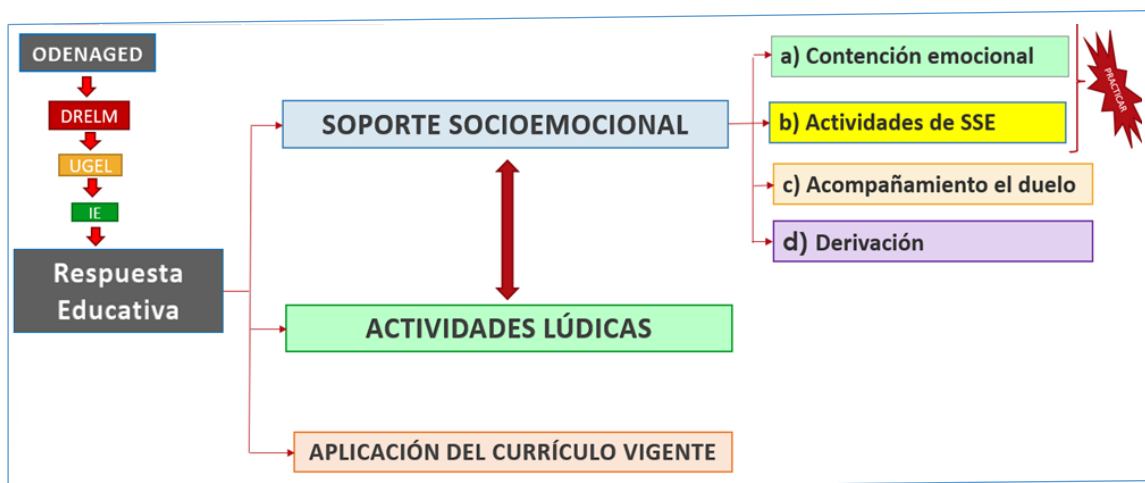 ODENAGED
DRELM
UGEL
IE
Respuesta
Educativa
SOPORTE SOCIOEMOCIONAL
ACTIVIDADES LÚDICAS
APLICACIÓN DEL CURRÍCULO VIGENTE
a) Contención emocional
b) Actividades de SSE
c) Acompañamiento el duelo
d) Derivación
PRACTICAR